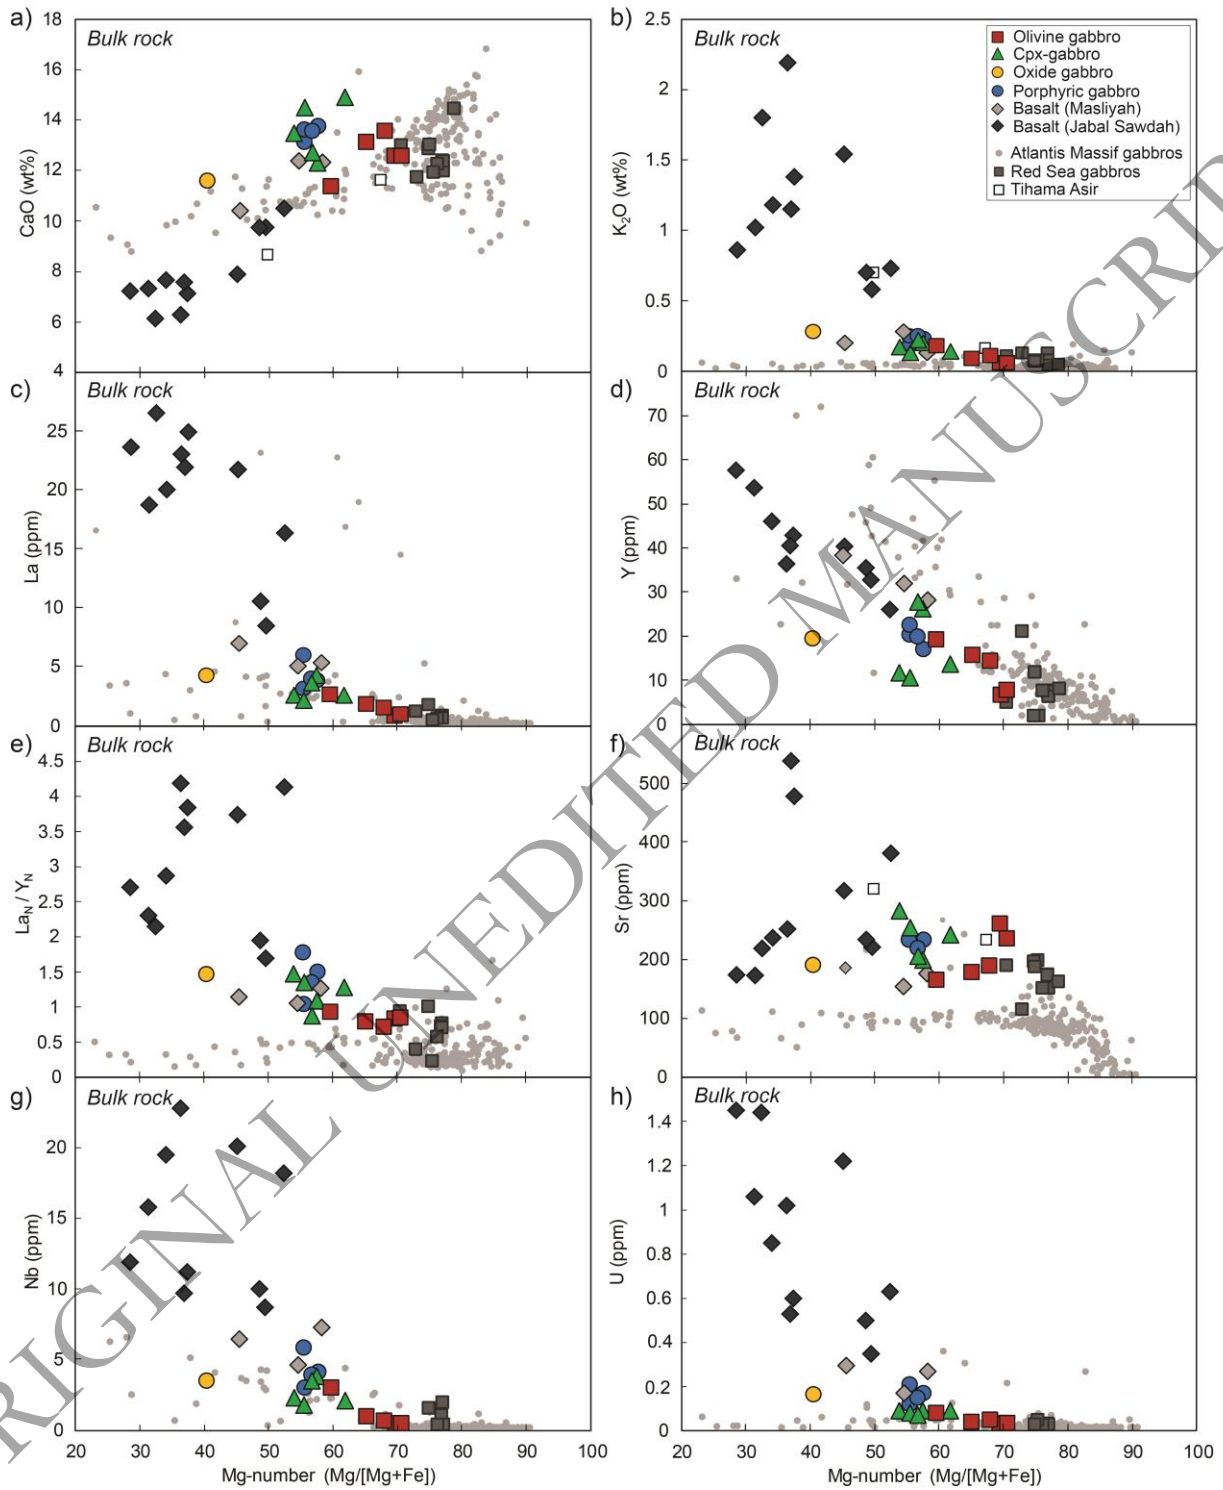 a)
Bulk rock
18
16
14
12
10
8
6
4
CaO (wt%)
b)
Bulk rock
2.5
2
1.5
1
0.5
0
K₂O (wt%)
Olivine gabbro
Cpx-gabbro
Oxide gabbro
Porphyric gabbro
Basalt (Masliyah)
Basalt (Jabal Sawdah)
Atlantis Massif gabbros
Red Sea gabbros
Tihama Asir
c)
Bulk rock
25
20
15
10
5
0
La (ppm)
d)
Bulk rock
70
60
50
40
30
20
10
0
Y (ppm)
e)
Bulk rock
4.5
4
3.5
3
2.5
2
1.5
1
0.5
0
La_N / Y_N
f)
Bulk rock
500
400
300
200
100
0
Sr (ppm)
g)
Bulk rock
20
15
10
5
0
Nb (ppm)
20 30 40 50 60 70 80 90 100
Mg-number (Mg/[Mg+Fe])
h)
Bulk rock
1.4
1.2
1
0.8
0.6
0.4
0.2
0
U (ppm)
20 30 40 50 60 70 80 90 100
Mg-number (Mg/[Mg+Fe])
ORIGINAL UNEDITED MANUSCRIP